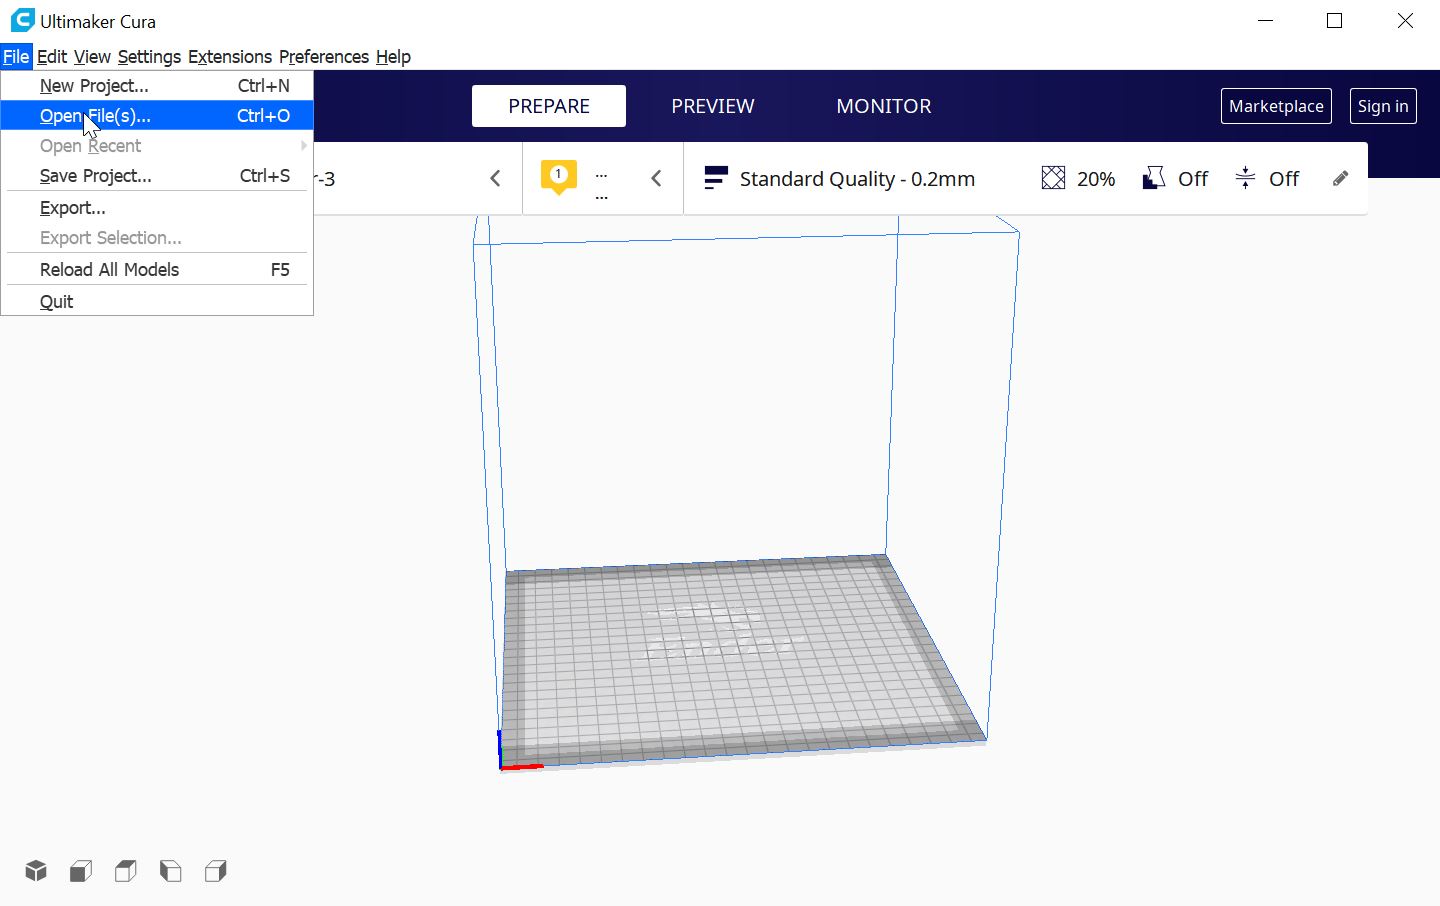 Ultimaker Cura
File Edit View Settings Extensions Preferences Help
New Project... Ctrl+N
Open File(s)... Ctrl+O
Open Recent
Save Project... Ctrl+S
Export...
Export Selection...
Reload All Models F5
Quit
PREPARE PREVIEW MONITOR
Marketplace Sign in
r-3
1 ...
...
Standard Quality - 0.2mm 20% Off Off